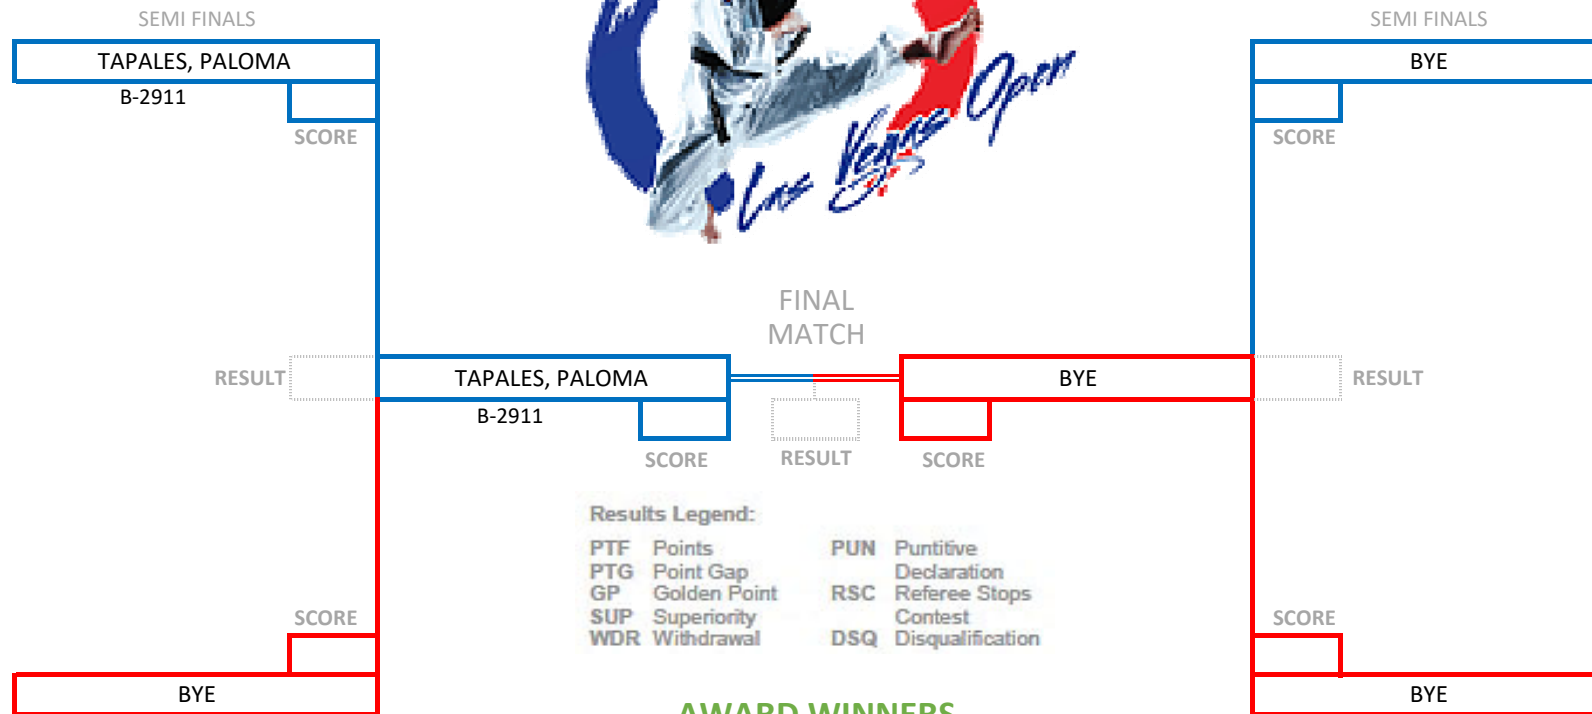 SEMI FINALS
SEMI FINALS
TAPALES, PALOMA
B-2911
SCORE
BYE
SCORE
Las Vegas Open
FINAL
MATCH
RESULT
TAPALES, PALOMA
B-2911
SCORE
RESULT
BYE
SCORE
RESULT
Results Legend:
PTF Points
PTG Point Gap
GP Golden Point
SUP Superiority
WDR Withdrawal
PUN Puntitive
Declaration
RSC Referee Stops
Contest
DSQ Disqualification
SCORE
BYE
SCORE
BYE
AWARD WINNERS